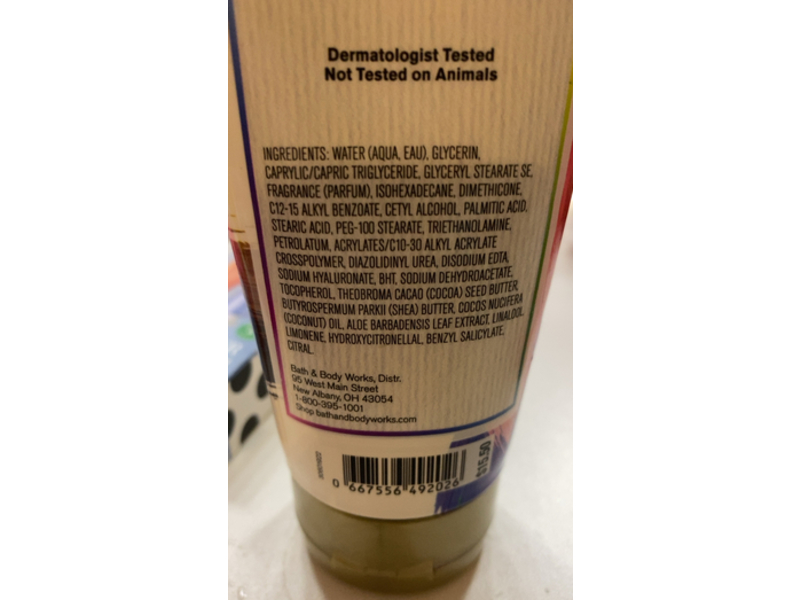 Dermatologist Tested
Not Tested on Animals
INGREDIENTS: WATER (AQUA, EAU), GLYCERIN,
CAPRYLIC/CAPRIC TRIGLYCERIDE, GLYCERYL STEARATE SE,
FRAGRANCE (PARFUM), ISOHEXADECANE, DIMETHICONE,
C12-15 ALKYL BENZOATE, CETYL ALCOHOL, PALMITIC ACID,
STEARIC ACID, PEG-100 STEARATE, TRIETHANOLAMINE,
PETROLATUM, ACRYLATES/C10-30 ALKYL ACRYLATE
CROSSPOLYMER, DIAZOLIDINYL UREA, DISODIUM EDTA,
SODIUM HYALURONATE, BHT, SODIUM DEHYDROACETATE,
TOCOPHEROL, THEOBROMA CACAO (COCOA) SEED BUTTER,
BUTYROSPERMUM PARKII (SHEA) BUTTER, COCOS NUCIFERA
(COCONUT) OIL, ALOE BARBADENSIS LEAF EXTRACT, LINALOOL,
LIMONENE, HYDROXYCITRONELLAL, BENZYL SALICYLATE,
CITRAL.
Bath & Body Works, Distr.
95 West Main Street
New Albany, OH 43054
1-800-395-1001
Shop bathandbodyworks.com
0 667556 492026
$15.50